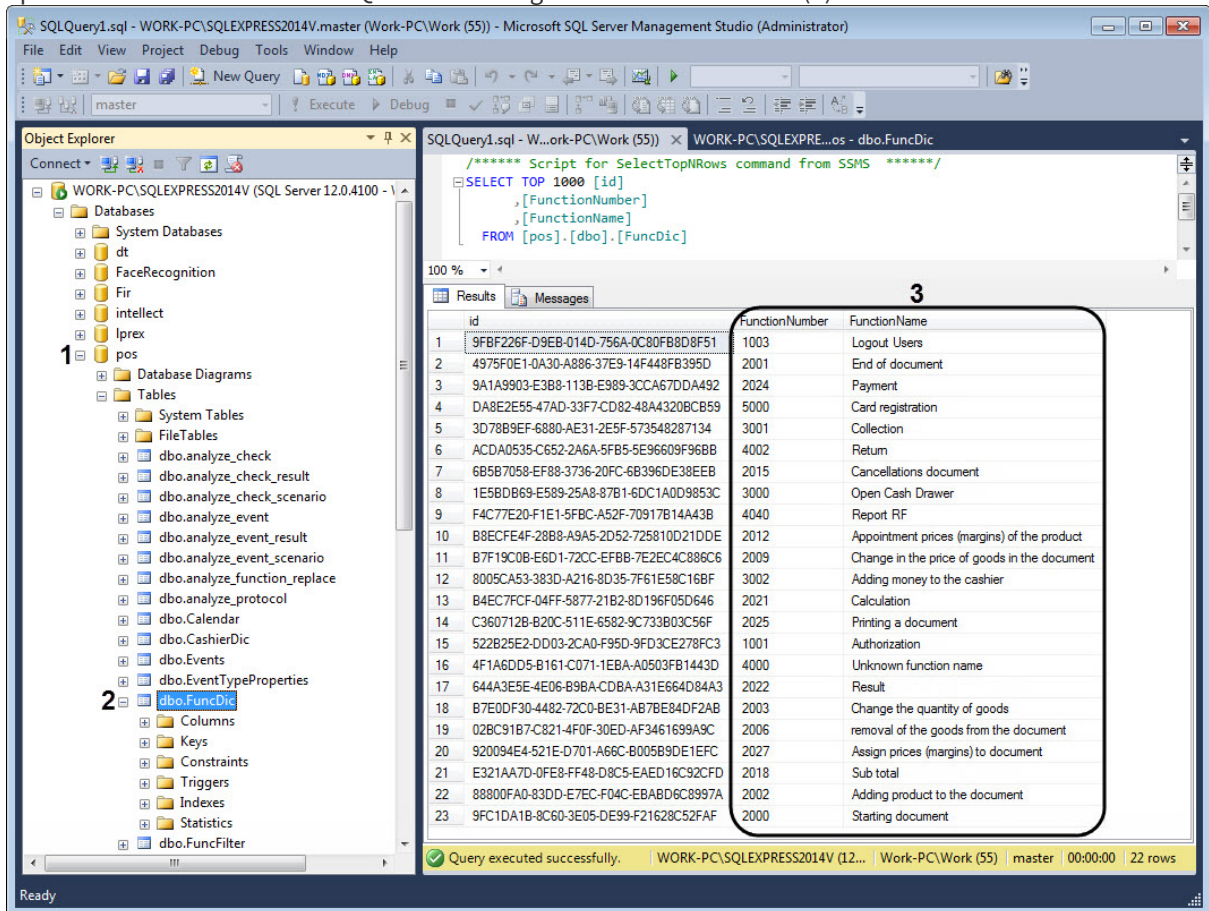 SQLQuery1.sql - WORK-PC\SQLEXPRESS2014V.master (Work-PC\Work (55)) - Microsoft SQL Server Management Studio (Administrator)
File Edit View Project Debug Tools Window Help
New Query
master Execute Debug
Object Explorer
Connect
WORK-PC\SQLEXPRESS2014V (SQL Server 12.0.4100 - \
Databases
System Databases
dt
FaceRecognition
Fir
intellect
lprex
1 pos
Database Diagrams
Tables
System Tables
FileTables
dbo.analyze_check
dbo.analyze_check_result
dbo.analyze_check_scenario
dbo.analyze_event
dbo.analyze_event_result
dbo.analyze_event_scenario
dbo.analyze_function_replace
dbo.analyze_protocol
dbo.Calendar
dbo.CashierDic
dbo.Events
dbo.EventTypeProperties
2 dbo.FuncDic
Columns
Keys
Constraints
Triggers
Indexes
Statistics
dbo.FuncFilter
SQLQuery1.sql - W...ork-PC\Work (55)) WORK-PC\SQLEXPRE...os - dbo.FuncDic
/****** Script for SelectTopNRows command from SSMS ******/
SELECT TOP 1000 [id]
,[FunctionNumber]
,[FunctionName]
FROM [pos].[dbo].[FuncDic]
100 %
Results Messages 3
id FunctionNumber FunctionName
1 9FBF226F-D9EB-014D-756A-0C80FB8D8F51 1003 Logout Users
2 4975F0E1-0A30-A886-37E9-14F448FB395D 2001 End of document
3 9A1A9903-E3B8-113B-E989-3CCA67DDA492 2024 Payment
4 DA8E2E55-47AD-33F7-CD82-48A4320BCB59 5000 Card registration
5 3D78B9EF-6880-AE31-2E5F-573548287134 3001 Collection
6 ACDA0535-C652-2A6A-5FB5-5E96609F96BB 4002 Return
7 6B5B7058-EF88-3736-20FC-6B396DE38EEB 2015 Cancellations document
8 1E5BDB69-E589-25A8-87B1-6DC1A0D9853C 3000 Open Cash Drawer
9 F4C77E20-F1E1-5FBC-A52F-70917B14A43B 4040 Report RF
10 B8ECFE4F-28B8-A9A5-2D52-725810D21DDE 2012 Appointment prices (margins) of the product
11 B7F19C0B-E6D1-72CC-EFBB-7E2EC4C886C6 2009 Change in the price of goods in the document
12 8005CA53-383D-A216-8D35-7F61E58C16BF 3002 Adding money to the cashier
13 B4EC7FCF-04FF-5877-21B2-8D196F05D646 2021 Calculation
14 C360712B-B20C-511E-6582-9C733B03C56F 2025 Printing a document
15 522B25E2-DD03-2CA0-F95D-9FD3CE278FC3 1001 Authorization
16 4F1A6DD5-B161-C071-1EBA-A0503FB1443D 4000 Unknown function name
17 644A3E5E-4E06-B9BA-CDBA-A31E664D84A3 2022 Result
18 B7E0DF30-4482-72C0-BE31-AB7BE84DF2AB 2003 Change the quantity of goods
19 02BC91B7-C821-4F0F-30ED-AF3461699A9C 2006 removal of the goods from the document
20 920094E4-521E-D701-A66C-B005B9DE1EFC 2027 Assign prices (margins) to document
21 E321AA7D-0FE8-FF48-D8C5-EAED16C92CFD 2018 Sub total
22 88800FA0-83DD-E7EC-F04C-EBABD6C8997A 2002 Adding product to the document
23 9FC1DA1B-8C60-3E05-DE99-F21628C52FAF 2000 Starting document
Query executed successfully. WORK-PC\SQLEXPRESS2014V (12... Work-PC\Work (55) master 00:00:00 22 rows
Ready